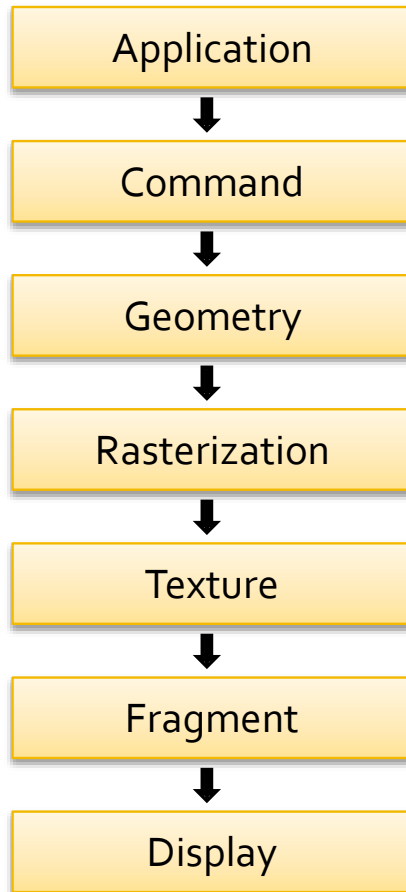 Application
Command
Geometry
Rasterization
Texture
Fragment
Display